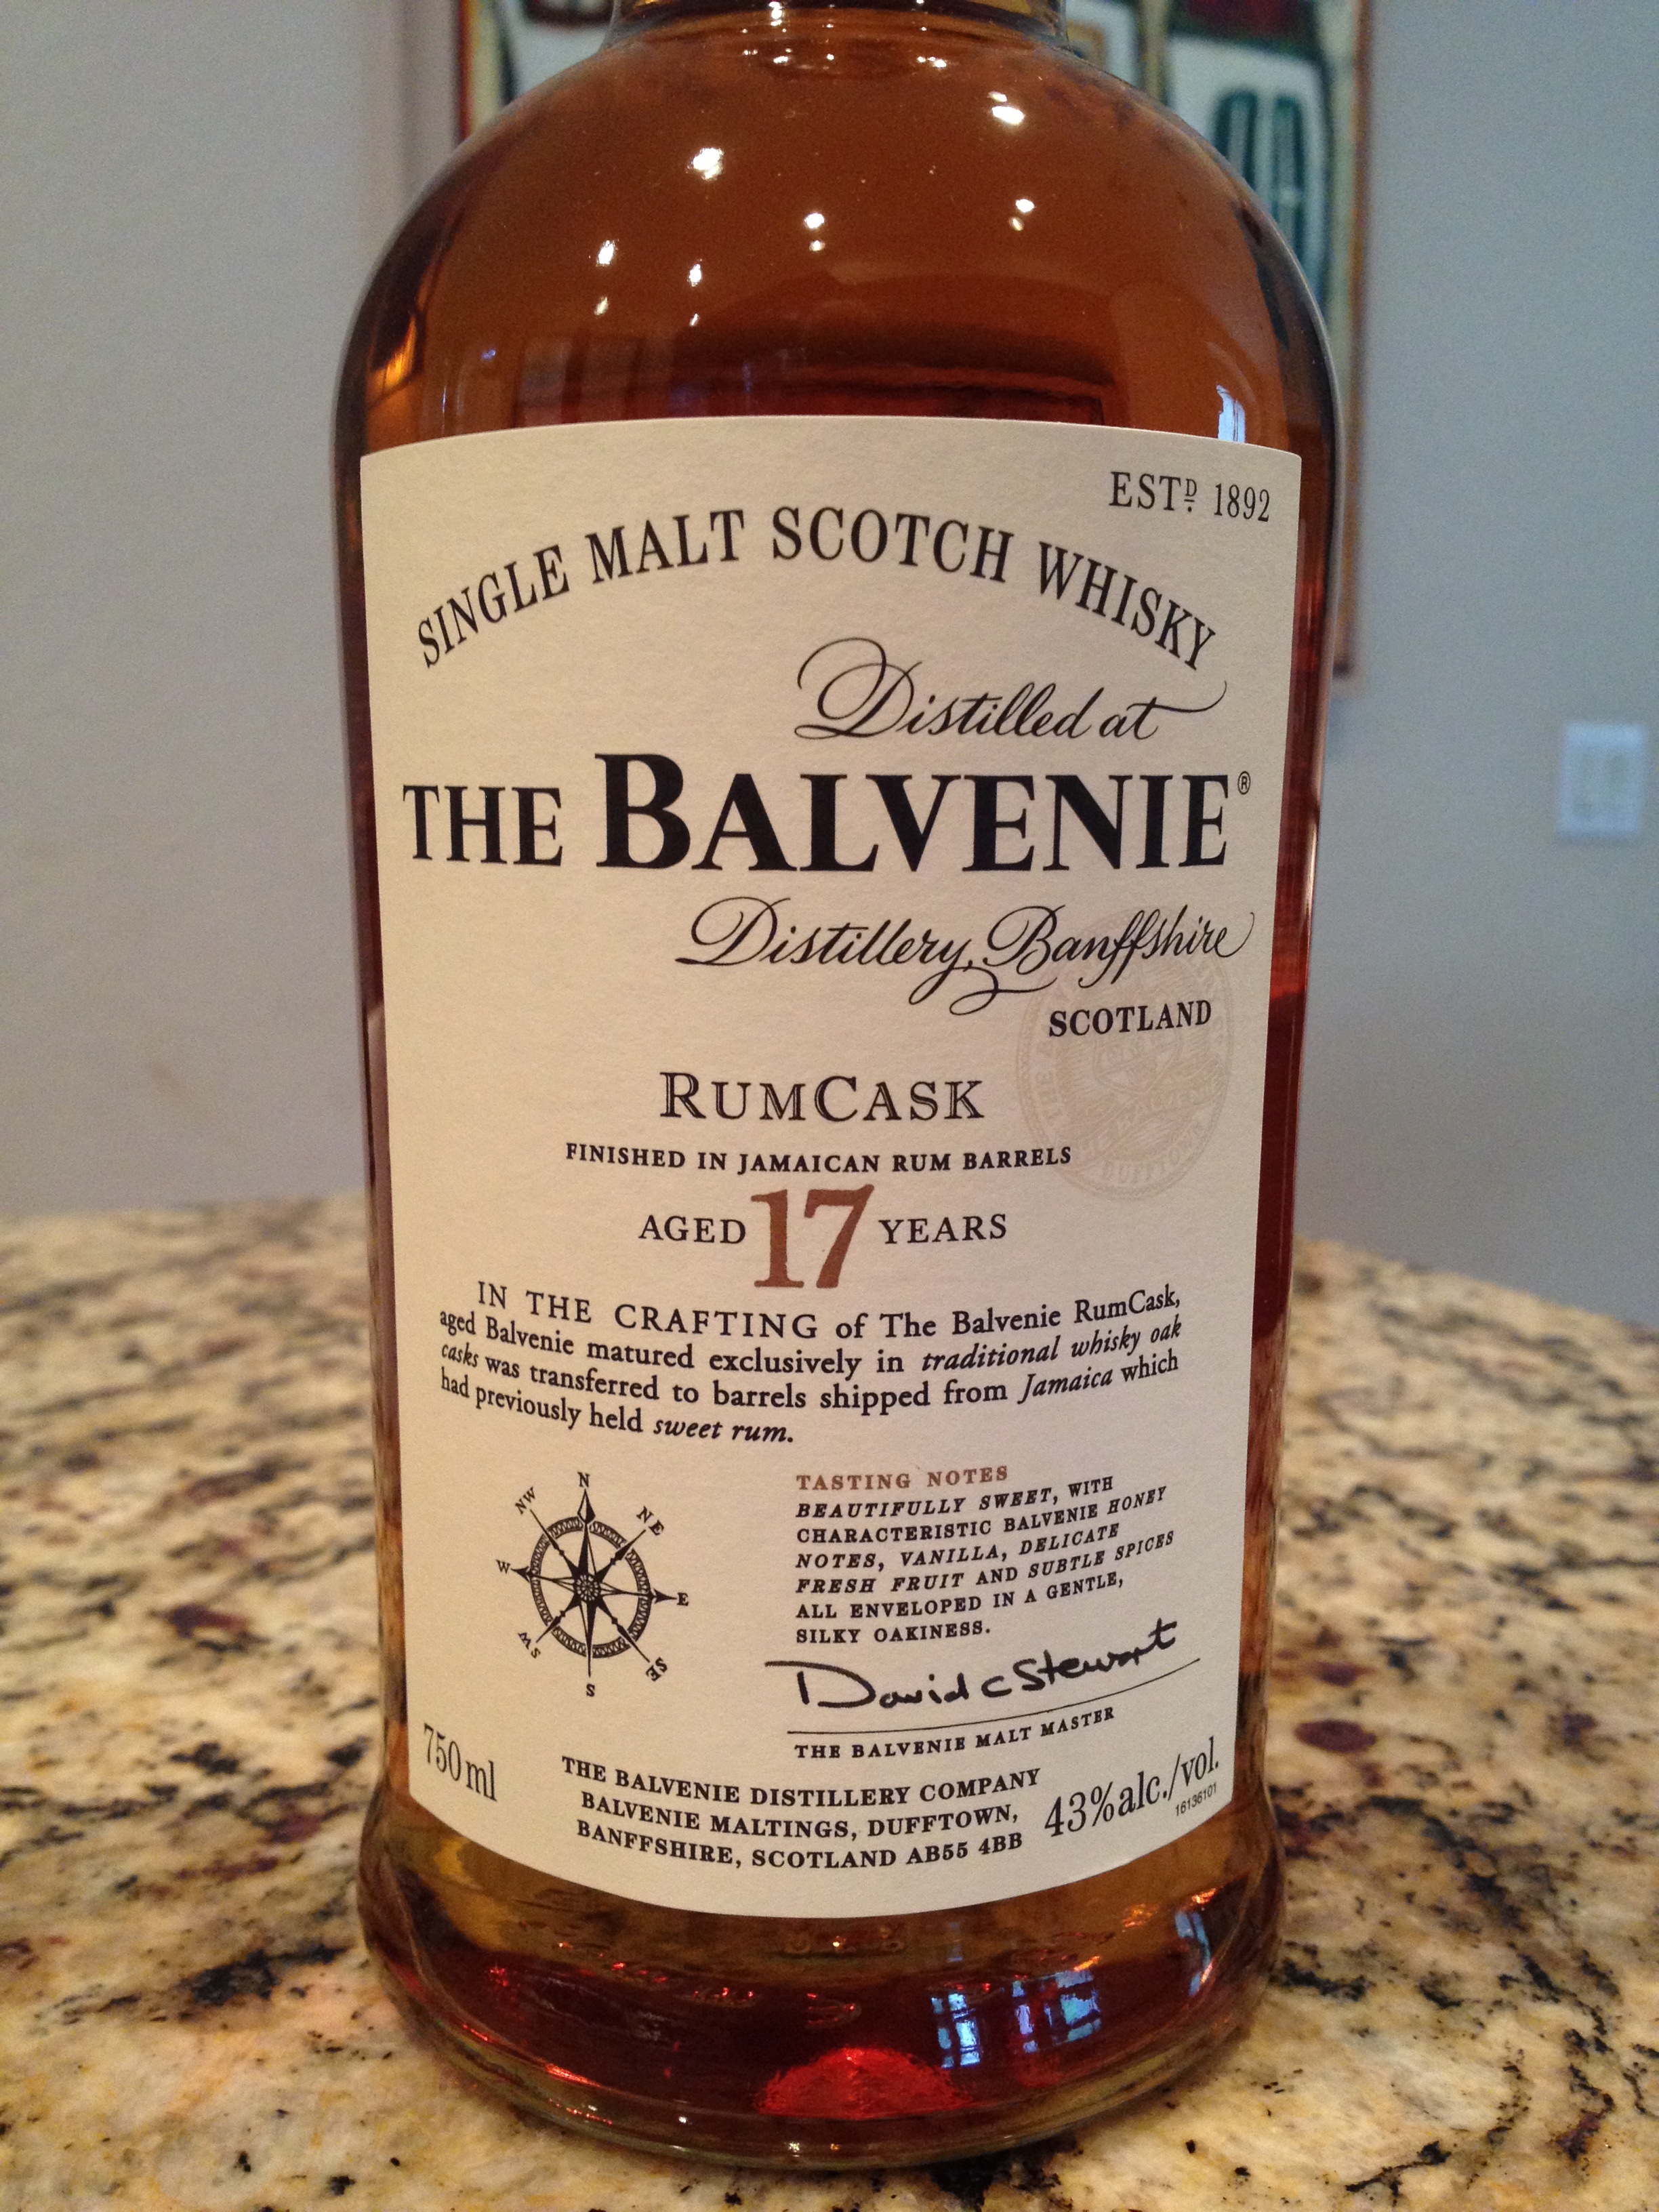 ESTD. 1892
SINGLE MALT SCOTCH WHISKY
Distilled at
THE BALVENIE®
Distillery, Banffshire
SCOTLAND
RUMCASK
FINISHED IN JAMAICAN RUM BARRELS
AGED 17 YEARS
IN THE CRAFTING of The Balvenie RumCask,
aged Balvenie matured exclusively in traditional whisky oak
casks was transferred to barrels shipped from Jamaica which
had previously held sweet rum.
N
NE
E
SE
S
SW
W
NW
TASTING NOTES
BEAUTIFULLY SWEET, WITH
CHARACTERISTIC BALVENIE HONEY
NOTES, VANILLA, DELICATE
FRESH FRUIT AND SUBTLE SPICES
ALL ENVELOPED IN A GENTLE,
SILKY OAKINESS.
David C Stewart
THE BALVENIE MALT MASTER
750ml
THE BALVENIE DISTILLERY COMPANY
BALVENIE MALTINGS, DUFFTOWN,
BANFFSHIRE, SCOTLAND AB55 4BB
43%alc./vol.
16136101